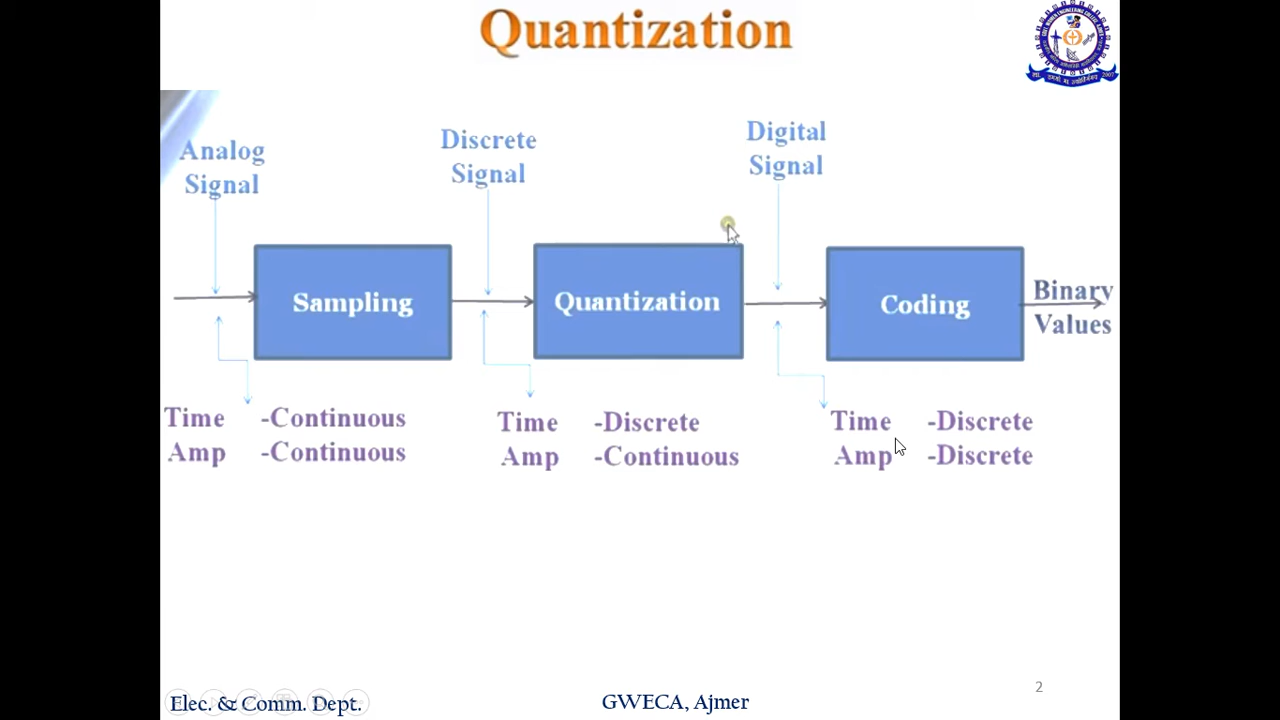 Quantization
Analog
Signal
Discrete
Signal
Digital
Signal
Sampling
Quantization
Coding
Binary
Values
Time -Continuous
Amp -Continuous
Time -Discrete
Amp -Continuous
Time -Discrete
Amp -Discrete
Elec. & Comm. Dept.
GWECA, Ajmer
2